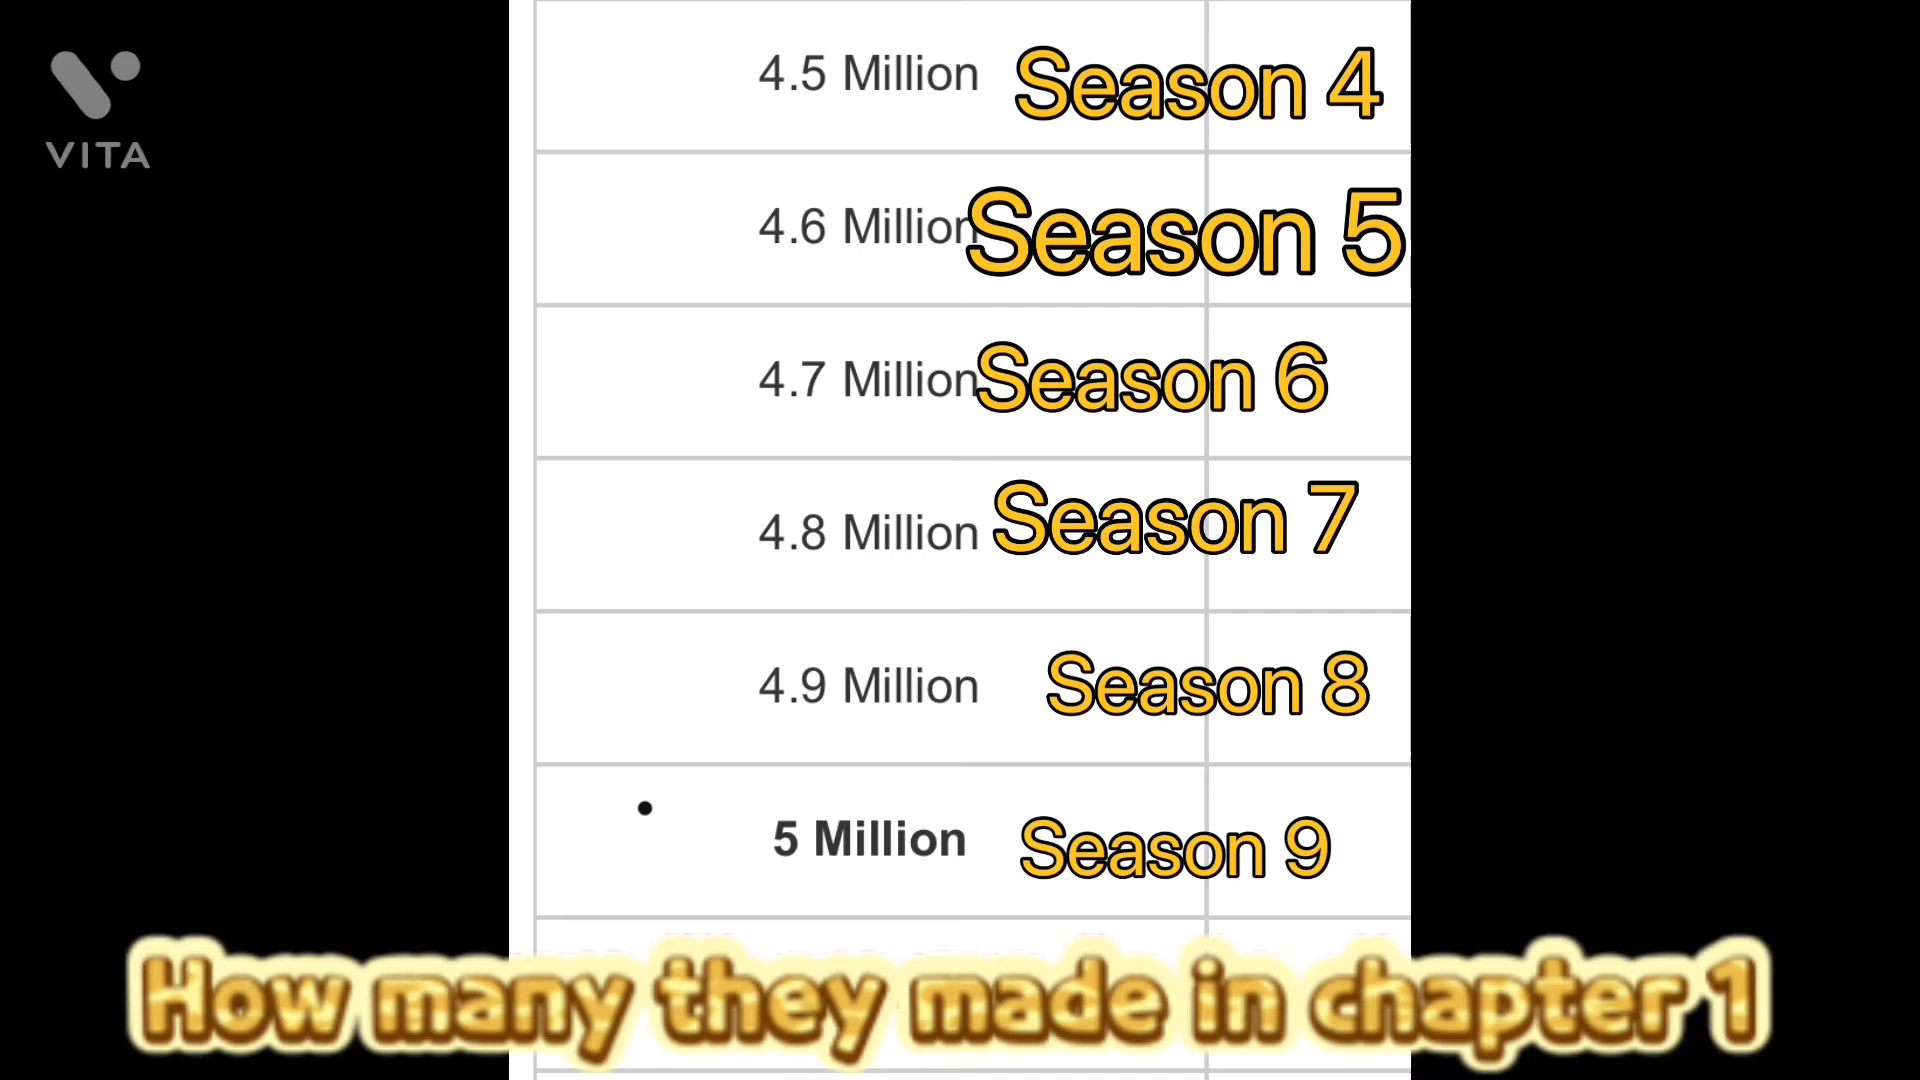 VITA
4.5 Million Season 4
4.6 Million Season 5
4.7 Million Season 6
4.8 Million Season 7
4.9 Million Season 8
5 Million Season 9
How many they made in chapter 1